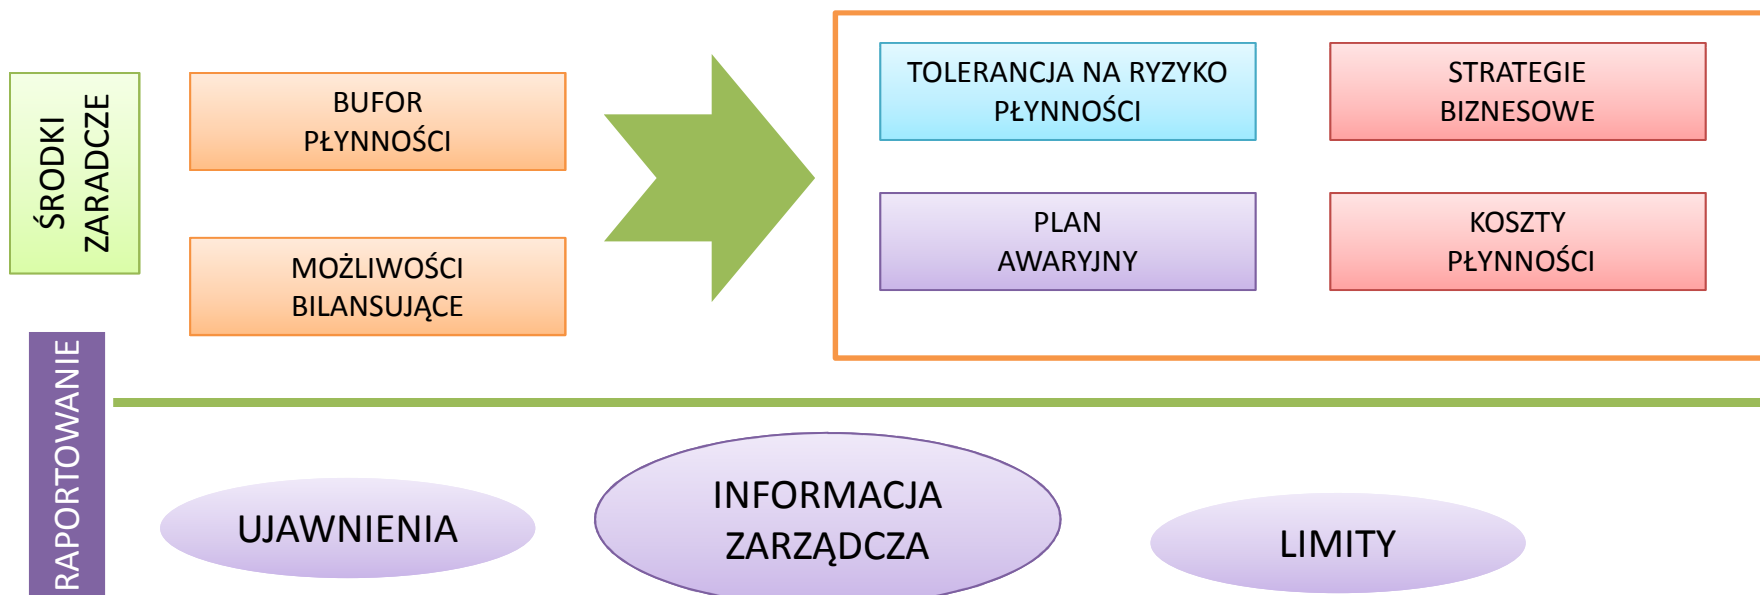 ŚRODKI
ZARADCZE
BUFOR
PŁYNNOŚCI
MOŻLIWOŚCI
BILANSUJĄCE
TOLERANCJA NA RYZYKO
PŁYNNOŚCI
STRATEGIE
BIZNESOWE
PLAN
AWARYJNY
KOSZTY
PŁYNNOŚCI
RAPORTOWANIE
UJAWNIENIA
INFORMACJA
ZARZĄDCZA
LIMITY